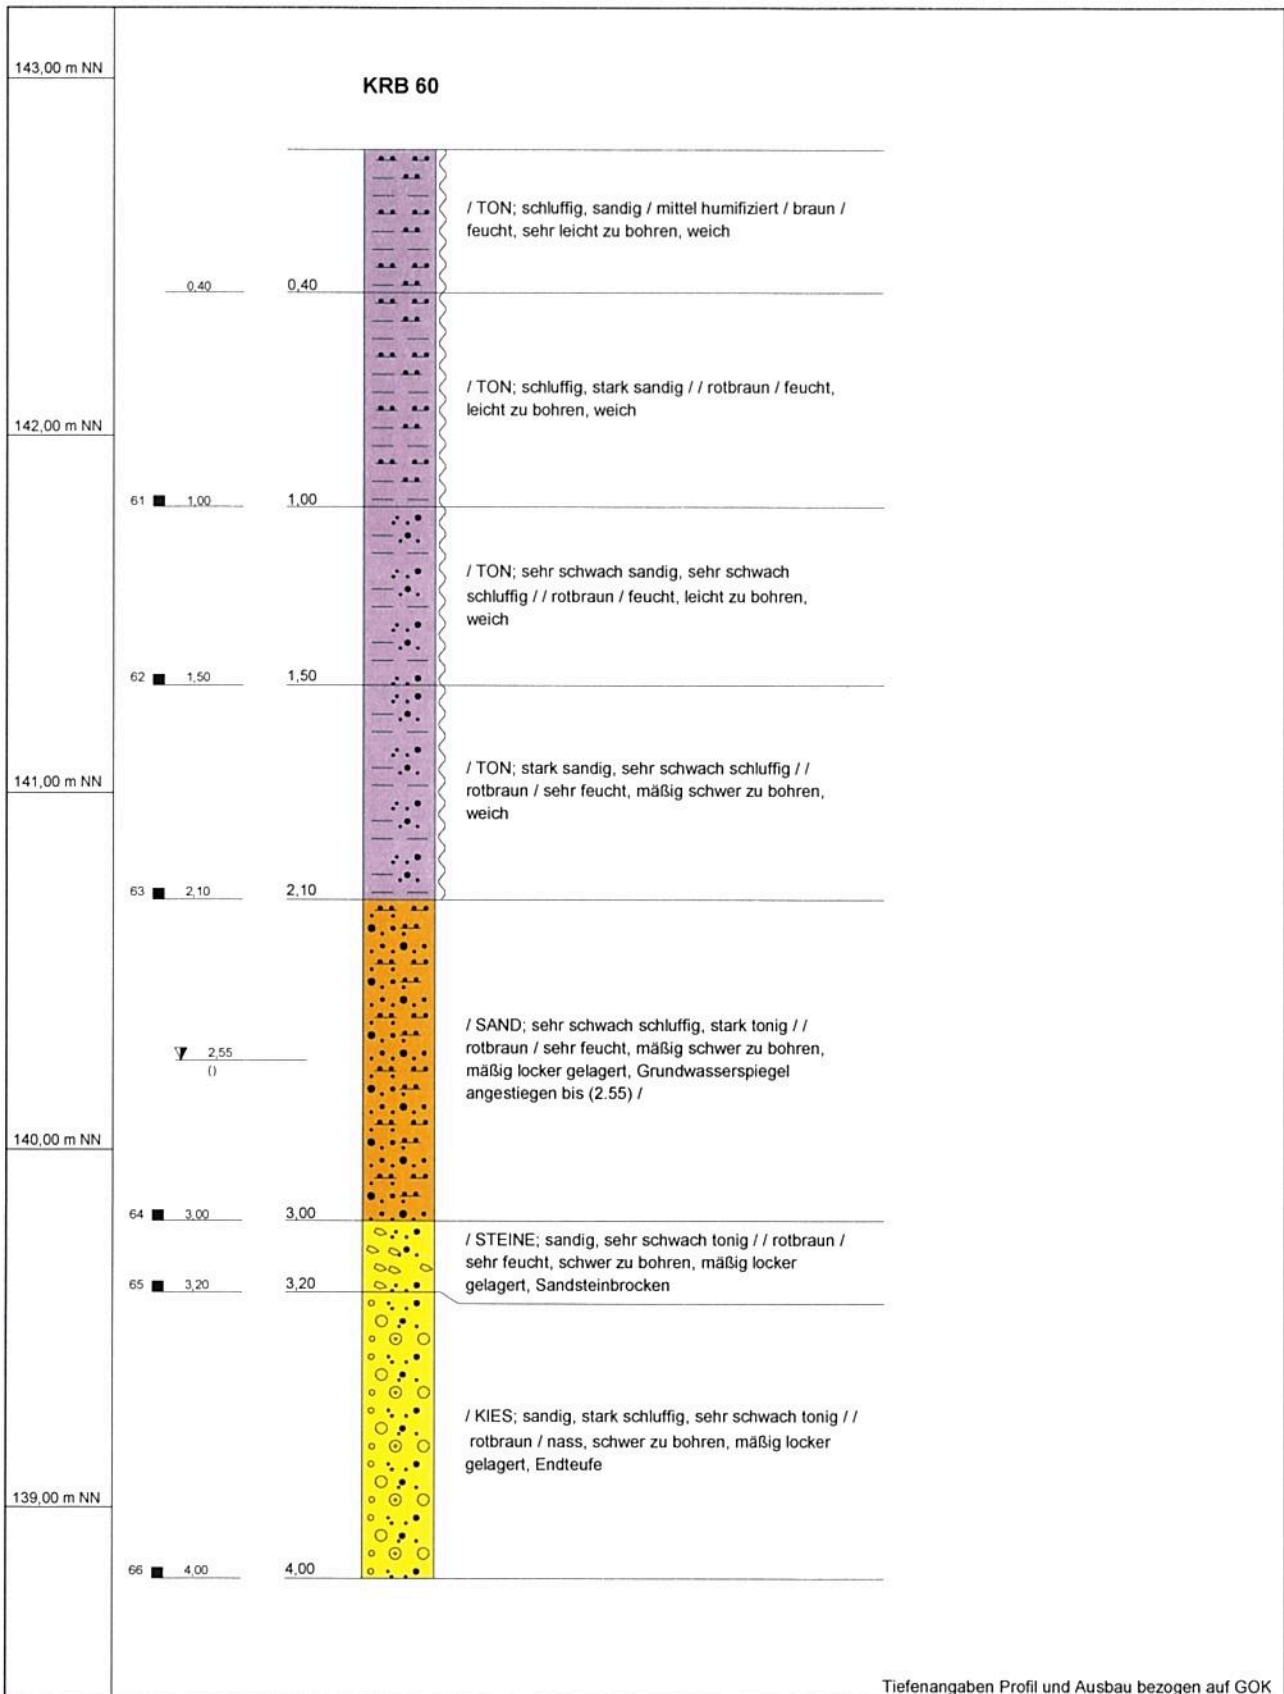 143,00 m NN
KRB 60
/ TON; schluffig, sandig / mittel humifiziert / braun /
feucht, sehr leicht zu bohren, weich
0,40 0,40
/ TON; schluffig, stark sandig / / rotbraun / feucht,
leicht zu bohren, weich
142,00 m NN
61 1,00 1,00
/ TON; sehr schwach sandig, sehr schwach
schluffig / / rotbraun / feucht, leicht zu bohren,
weich
62 1,50 1,50
/ TON; stark sandig, sehr schwach schluffig / /
rotbraun / sehr feucht, mäßig schwer zu bohren,
weich
141,00 m NN
63 2,10 2,10
/ SAND; sehr schwach schluffig, stark tonig / /
rotbraun / sehr feucht, mäßig schwer zu bohren,
mäßig locker gelagert, Grundwasserspiegel
angestiegen bis (2.55) /
2,55
()
140,00 m NN
64 3,00 3,00
/ STEINE; sandig, sehr schwach tonig / / rotbraun /
sehr feucht, schwer zu bohren, mäßig locker
gelagert, Sandsteinbrocken
65 3,20 3,20
/ KIES; sandig, stark schluffig, sehr schwach tonig / /
rotbraun / nass, schwer zu bohren, mäßig locker
gelagert, Endteufe
139,00 m NN
66 4,00 4,00
Tiefenangaben Profil und Ausbau bezogen auf GOK